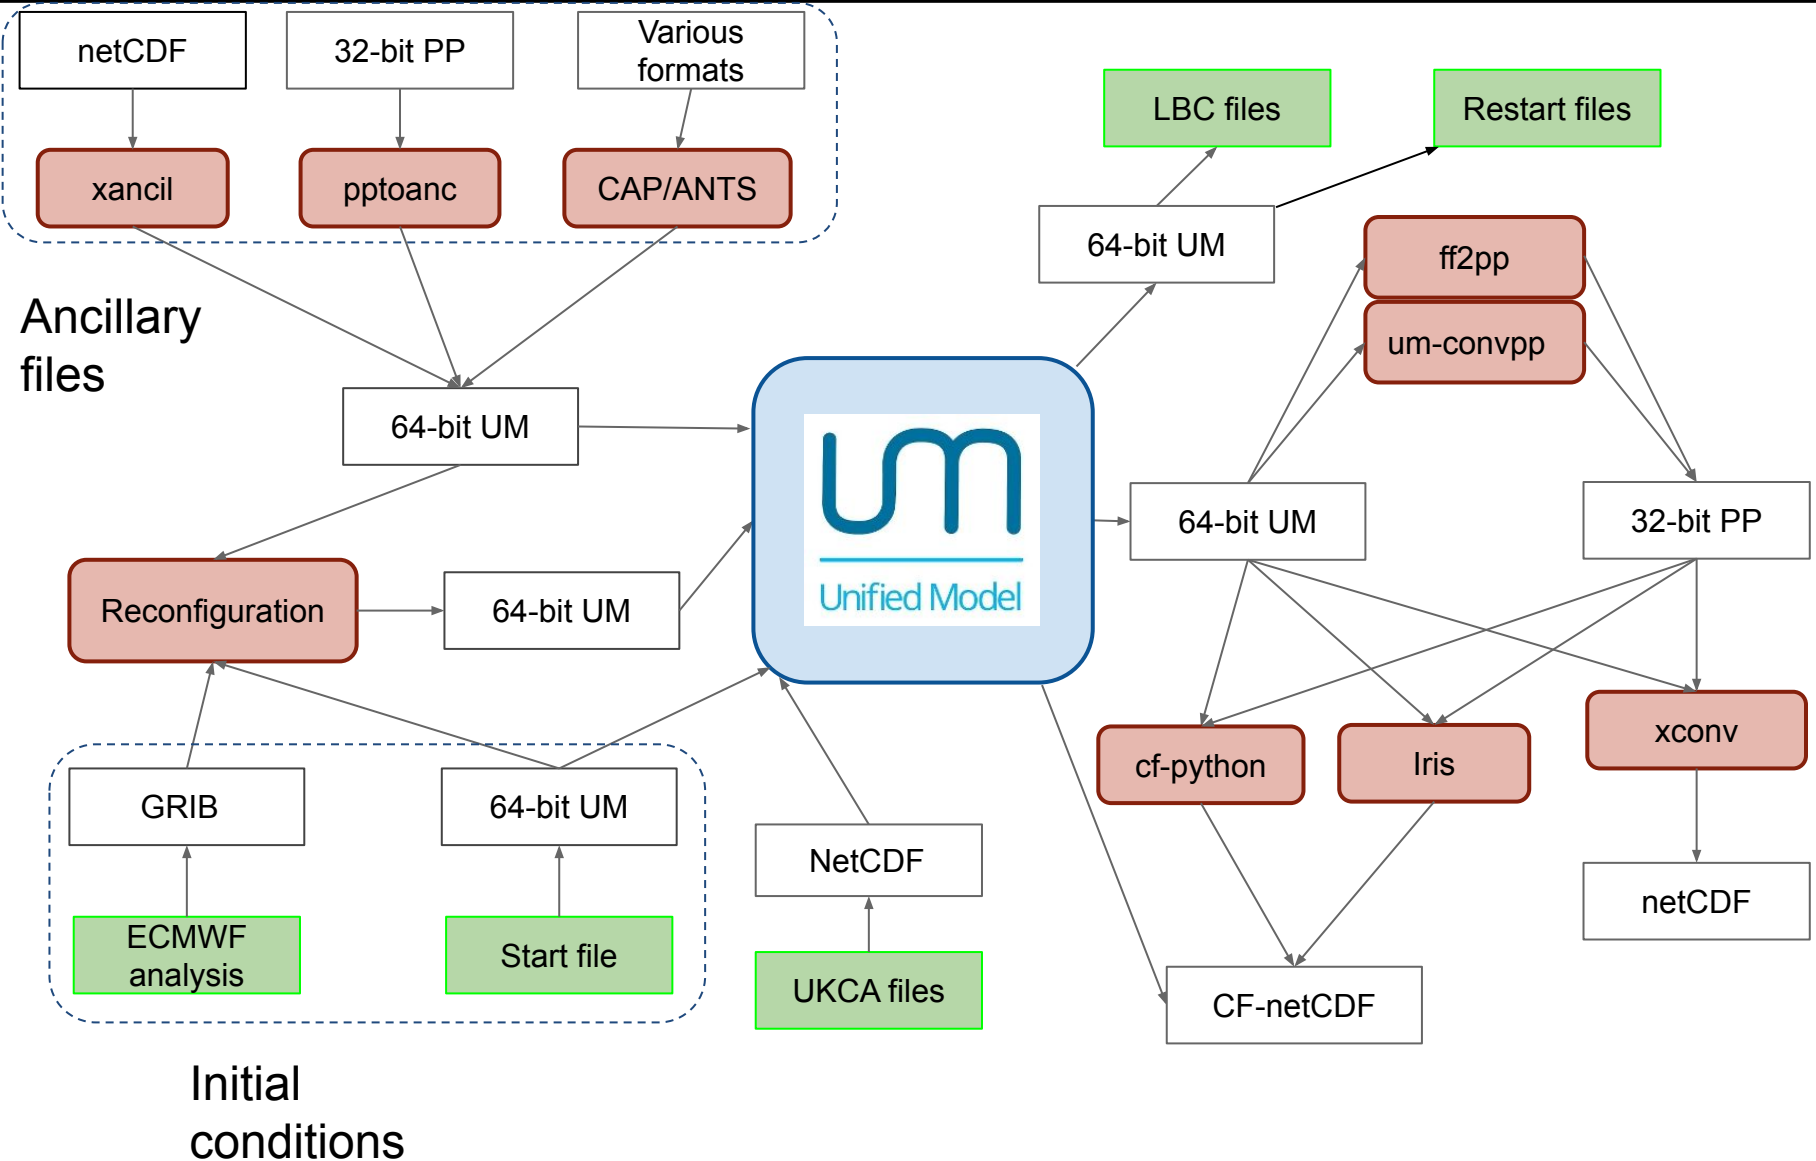 netCDF
32-bit PP
Various
formats
xancil
pptoanc
CAP/ANTS
Ancillary
files
64-bit UM
Reconfiguration
64-bit UM
GRIB
64-bit UM
ECMWF
analysis
Start file
Initial
conditions
um
Unified Model
NetCDF
UKCA files
LBC files
Restart files
64-bit UM
ff2pp
um-convpp
64-bit UM
32-bit PP
cf-python
Iris
xconv
netCDF
CF-netCDF